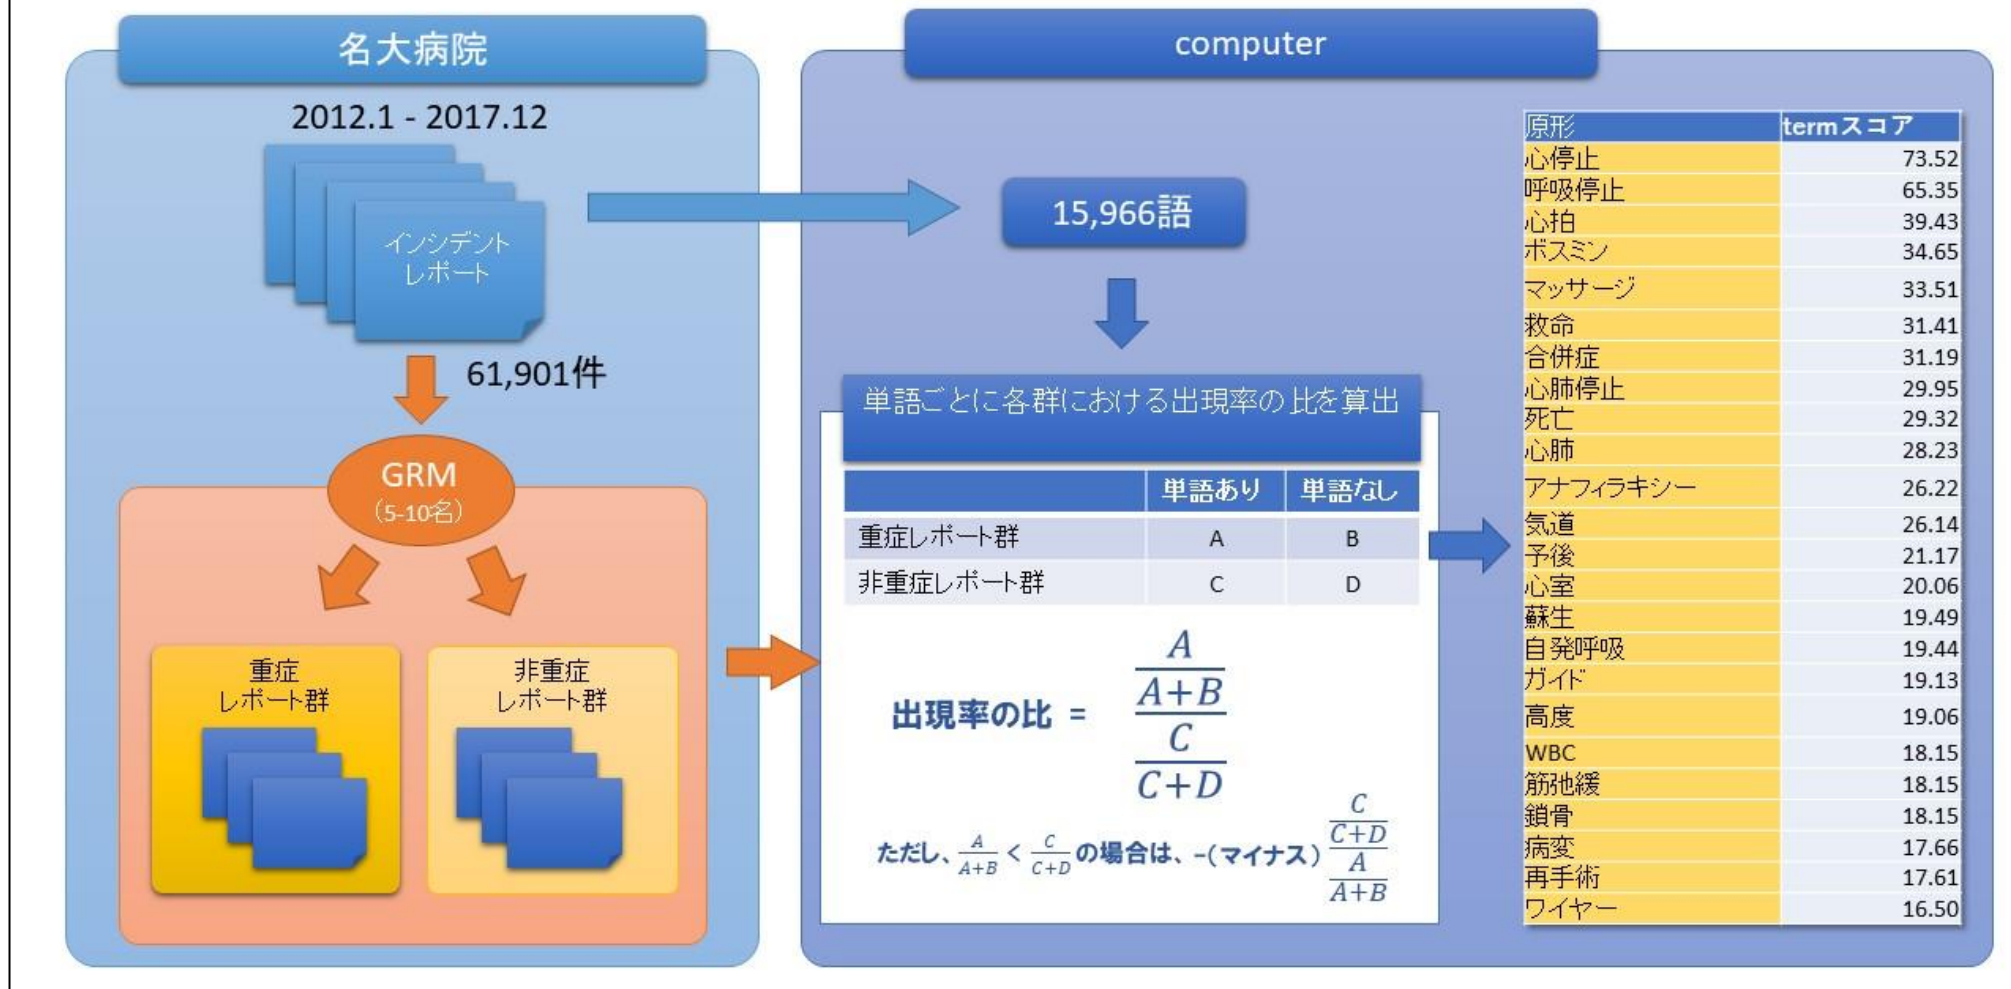 名大病院
2012.1 - 2017.12
インシデント
レポート
61,901件
GRM
(5-10名)
重症
レポート群
非重症
レポート群
computer
15,966語
単語ごとに各群における出現率の比を算出
単語あり 単語なし
重症レポート群 A B
非重症レポート群 C D
出現率の比 =
A
A+B
C
C+D
ただし、A/A+B < C/C+Dの場合は、-(マイナス)
C
C+D
A
A+B
原形 termスコア
心停止 73.52
呼吸停止 65.35
心拍 39.43
ボスミン 34.65
マッサージ 33.51
救命 31.41
合併症 31.19
心肺停止 29.95
死亡 29.32
心肺 28.23
アナフィラキシー 26.22
気道 26.14
予後 21.17
心室 20.06
蘇生 19.49
自発呼吸 19.44
ガイド 19.13
高度 19.06
WBC 18.15
筋弛緩 18.15
鎖骨 18.15
病変 17.66
再手術 17.61
ワイヤー 16.50